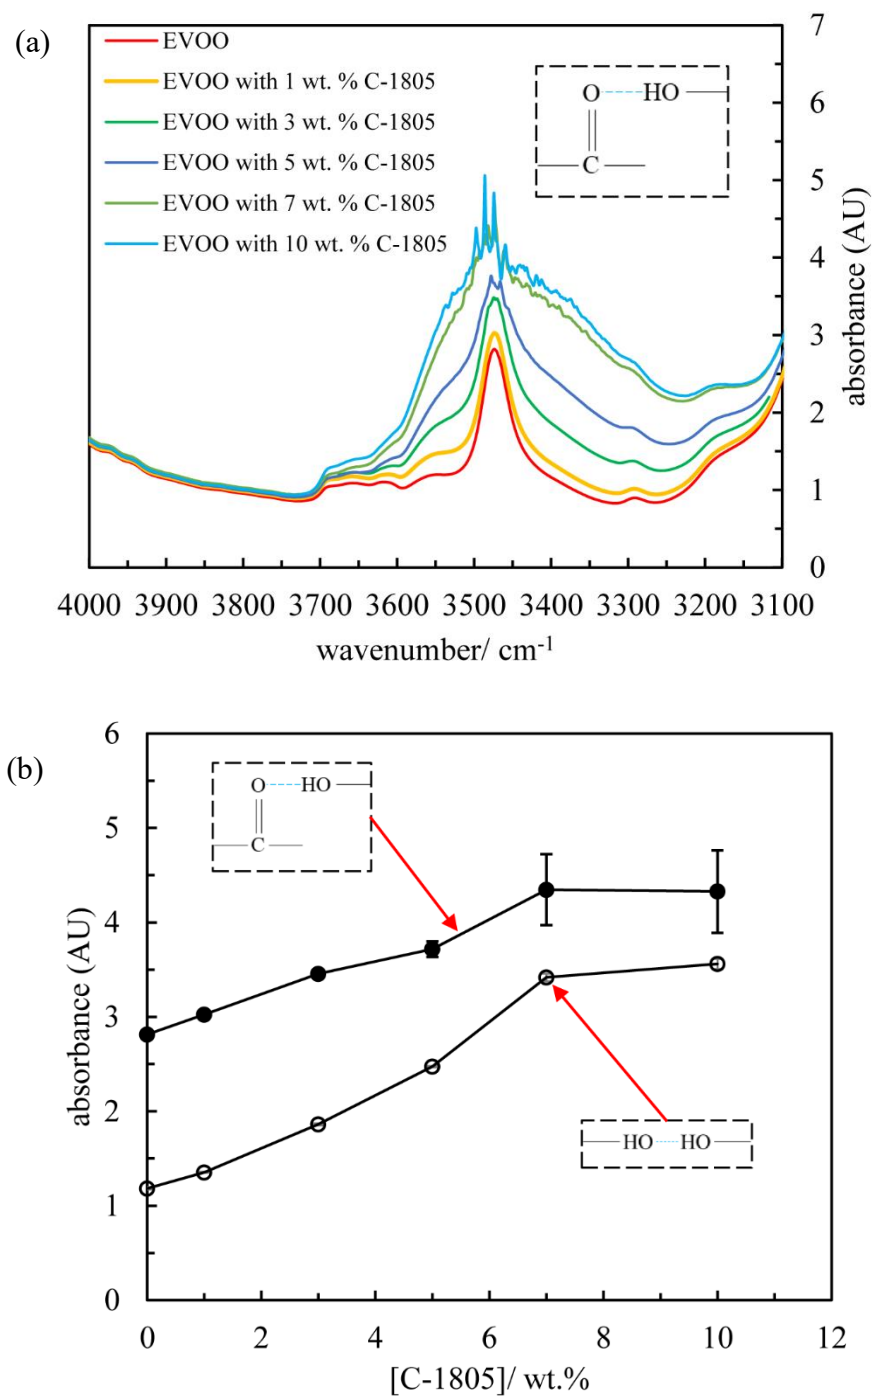 (a)
EVOO
EVOO with 1 wt. % C-1805
EVOO with 3 wt. % C-1805
EVOO with 5 wt. % C-1805
EVOO with 7 wt. % C-1805
EVOO with 10 wt. % C-1805
O HO
C
7
6
5
4
3
2
1
0
absorbance (AU)
4000 3900 3800 3700 3600 3500 3400 3300 3200 3100
wavenumber/ cm⁻¹
(b)
6
5
4
3
2
1
0
absorbance (AU)
O HO
C
HO HO
0 2 4 6 8 10 12
[C-1805]/ wt.%